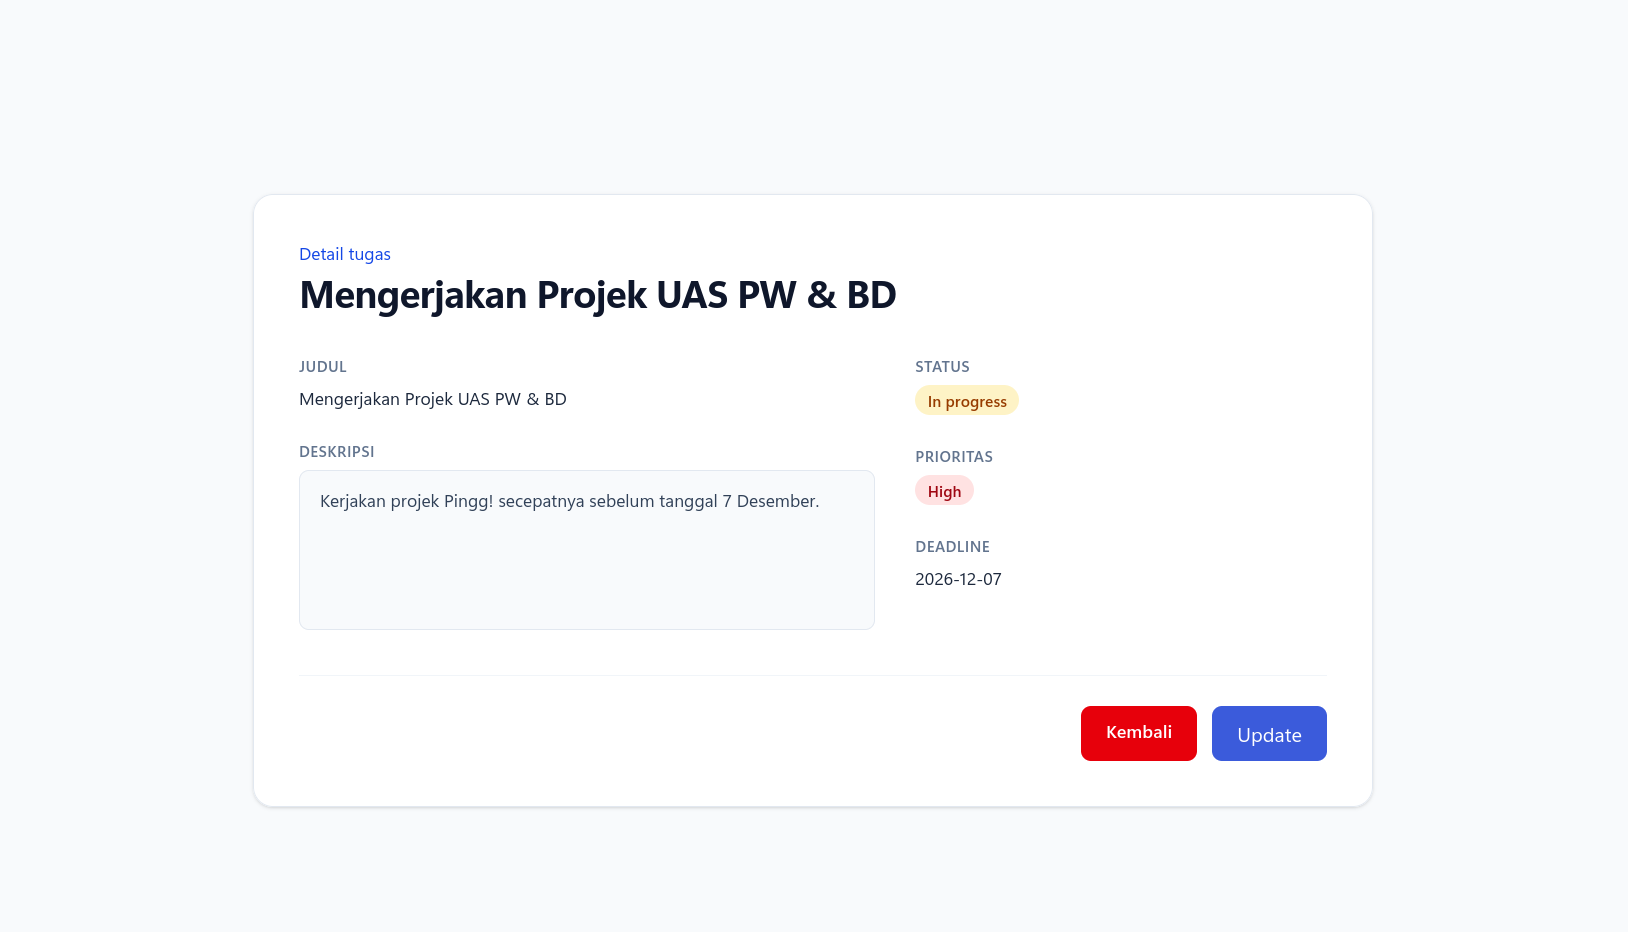 Detail tugas
Mengerjakan Projek UAS PW & BD
JUDUL
Mengerjakan Projek UAS PW & BD
DESKRIPSI
Kerjakan projek Pingg! secepatnya sebelum tanggal 7 Desember.
STATUS
In progress
PRIORITAS
High
DEADLINE
2026-12-07
Kembali
Update